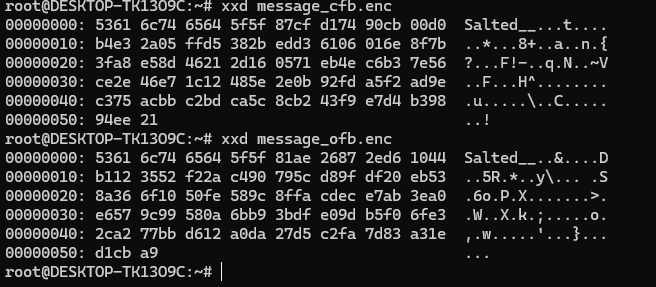 root@DESKTOP-TK13O9C:~# xxd message_cfb.enc
00000000: 5361 6c74 6564 5f5f 87cf d174 90cb 00d0  Salted__...t....
00000010: b4e3 2a05 ffd5 382b edd3 6106 016e 8f7b  ..*...8+..a..n.{
00000020: 3fa8 e58d 4621 2d16 0571 eb4e c6b3 7e56  ?...F!-..q.N..~V
00000030: ce2e 46e7 1c12 485e 2e0b 92fd a5f2 ad9e  ..F...H^........
00000040: c375 acbb c2bd ca5c 8cb2 43f9 e7d4 b398  .u.....\..C.....
00000050: 94ee 21                                  ..!
root@DESKTOP-TK13O9C:~# xxd message_ofb.enc
00000000: 5361 6c74 6564 5f5f 81ae 2687 2ed6 1044  Salted__..&....D
00000010: b112 3552 f22a c490 795c d89f df20 eb53  ..5R.*..y\... .S
00000020: 8a36 6f10 50fe 589c 8ffa cdec e7ab 3ea0  .6o.P.X.......>.
00000030: e657 9c99 580a 6bb9 3bdf e09d b5f0 6fe3  .W..X.k.;.....o.
00000040: 2ca2 77bb d612 a0da 27d5 c2fa 7d83 a31e  ,.w.....'...}...
00000050: d1cb a9                                  ...
root@DESKTOP-TK13O9C:~#